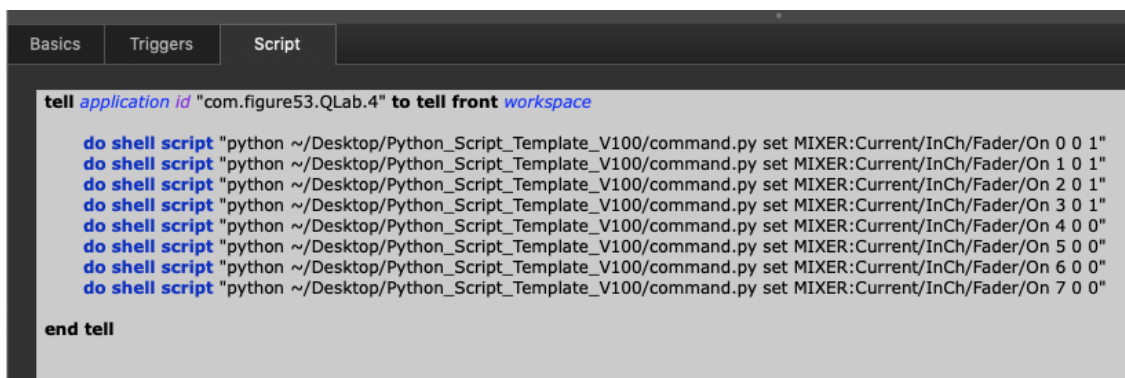 Basics Triggers Script
tell application id "com.figure53.QLab.4" to tell front workspace
do shell script "python ~/Desktop/Python_Script_Template_V100/command.py set MIXER:Current/InCh/Fader/On 0 0 1"
do shell script "python ~/Desktop/Python_Script_Template_V100/command.py set MIXER:Current/InCh/Fader/On 1 0 1"
do shell script "python ~/Desktop/Python_Script_Template_V100/command.py set MIXER:Current/InCh/Fader/On 2 0 1"
do shell script "python ~/Desktop/Python_Script_Template_V100/command.py set MIXER:Current/InCh/Fader/On 3 0 1"
do shell script "python ~/Desktop/Python_Script_Template_V100/command.py set MIXER:Current/InCh/Fader/On 4 0 0"
do shell script "python ~/Desktop/Python_Script_Template_V100/command.py set MIXER:Current/InCh/Fader/On 5 0 0"
do shell script "python ~/Desktop/Python_Script_Template_V100/command.py set MIXER:Current/InCh/Fader/On 6 0 0"
do shell script "python ~/Desktop/Python_Script_Template_V100/command.py set MIXER:Current/InCh/Fader/On 7 0 0"
end tell